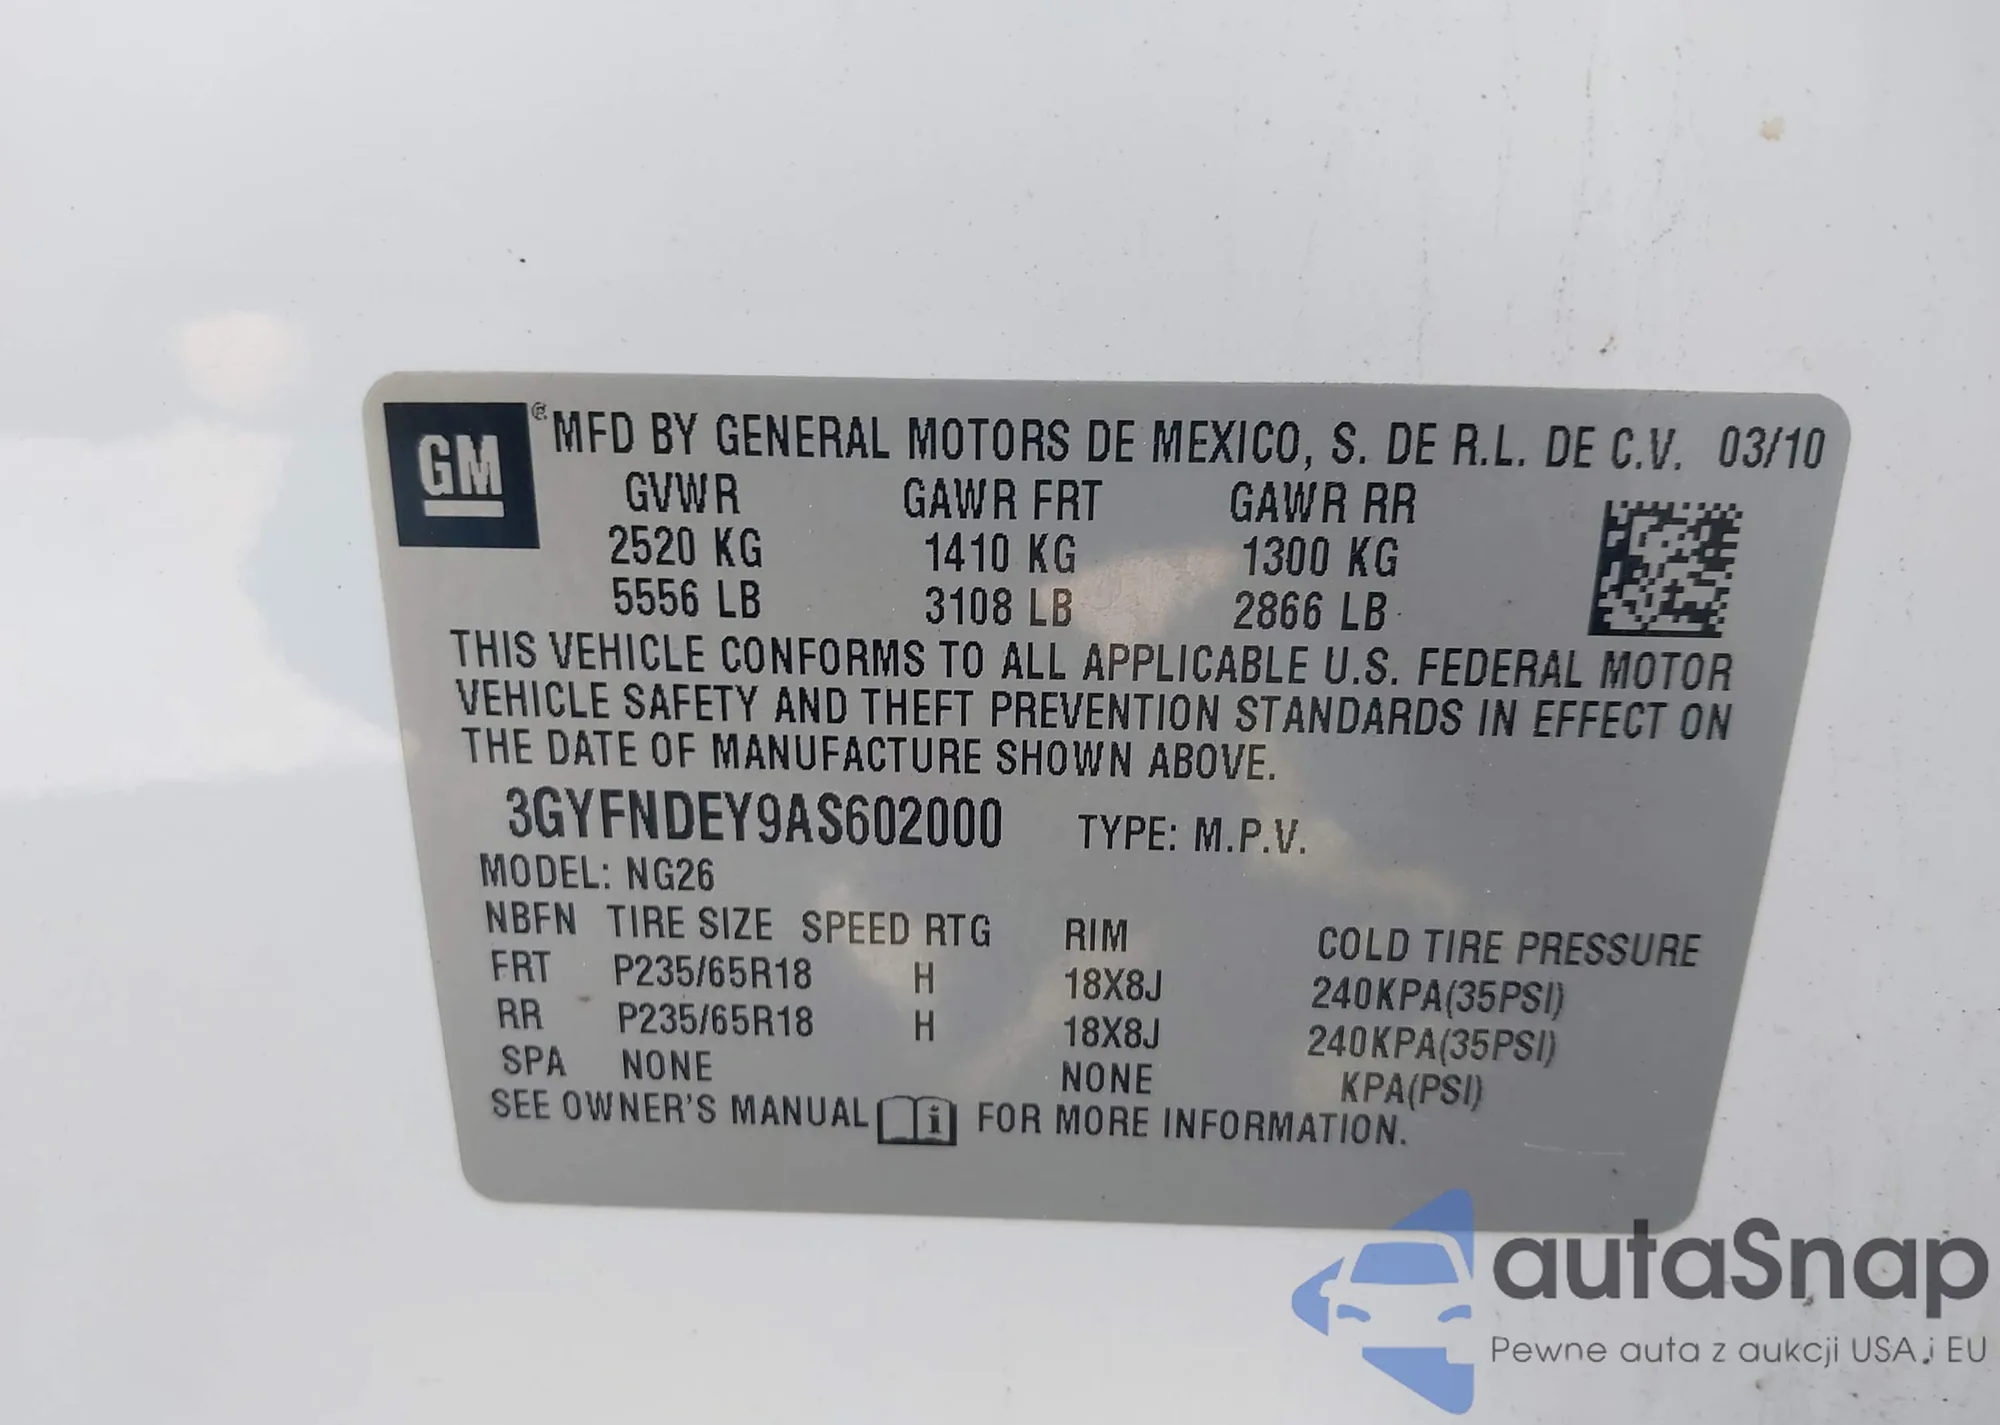 GM
® MFD BY GENERAL MOTORS DE MEXICO, S. DE R.L. DE C.V. 03/10
GVWR GAWR FRT GAWR RR
2520 KG 1410 KG 1300 KG
5556 LB 3108 LB 2866 LB
THIS VEHICLE CONFORMS TO ALL APPLICABLE U.S. FEDERAL MOTOR
VEHICLE SAFETY AND THEFT PREVENTION STANDARDS IN EFFECT ON
THE DATE OF MANUFACTURE SHOWN ABOVE.
3GYFNDEY9AS602000 TYPE: M.P.V.
MODEL: NG26
NBFN TIRE SIZE SPEED RTG RIM COLD TIRE PRESSURE
FRT P235/65R18 H 18X8J 240KPA(35PSI)
RR P235/65R18 H 18X8J 240KPA(35PSI)
SPA NONE NONE KPA(PSI)
SEE OWNER'S MANUAL i FOR MORE INFORMATION.
autaSnap
Pewne auta z aukcji USA i EU